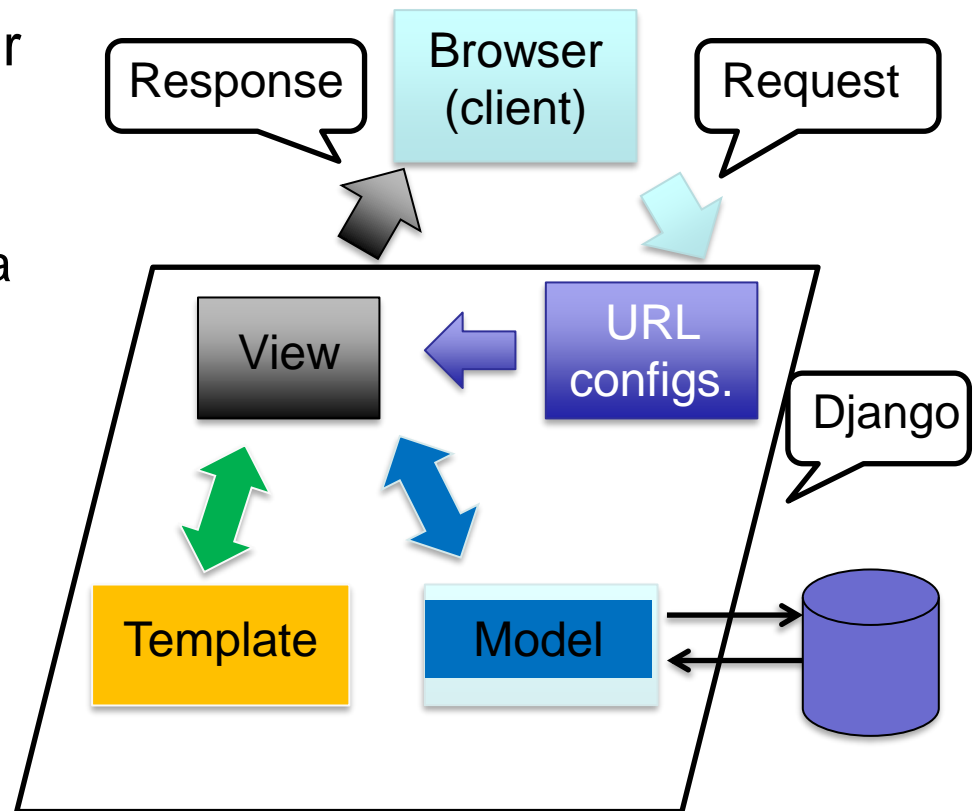 r
Response
Browser
(client)
Request
a
View
URL
configs.
Django
Template
Model